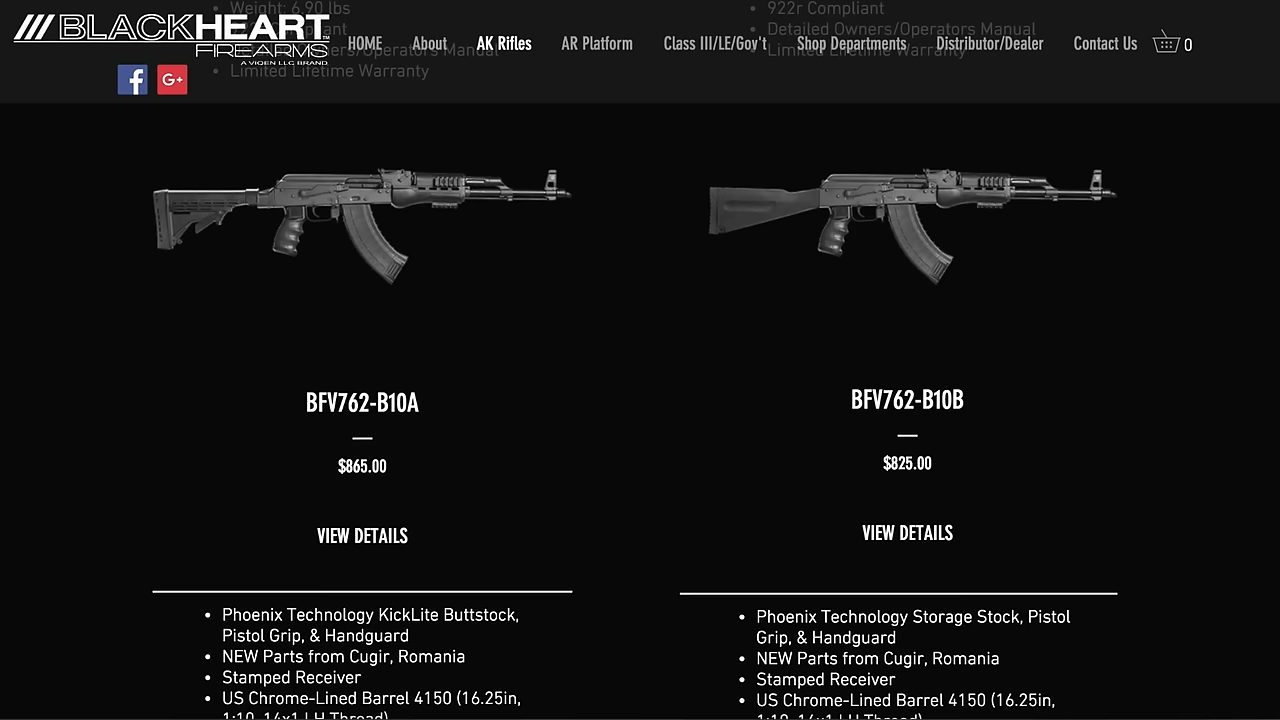 Weight: 6.90 lbs
922r Compliant
Detailed Owners/Operators Manual
Limited Lifetime Warranty
BLACKHEART
FIREARMS
HOME About AK Rifles AR Platform Class III/LE/Gov't Shop Departments Distributor/Dealer Contact Us 0
Limited Lifetime Warranty
BFV762-B10A
$865.00
VIEW DETAILS
BFV762-B10B
$825.00
VIEW DETAILS
• Phoenix Technology KickLite Buttstock,
Pistol Grip, & Handguard
• NEW Parts from Cugir, Romania
• Stamped Receiver
• US Chrome-Lined Barrel 4150 (16.25in,
• Phoenix Technology Storage Stock, Pistol
Grip, & Handguard
• NEW Parts from Cugir, Romania
• Stamped Receiver
• US Chrome-Lined Barrel 4150 (16.25in,